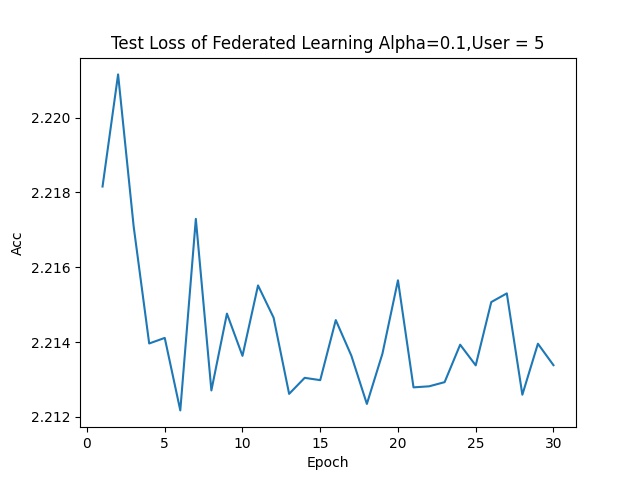 Test Loss of Federated Learning Alpha=0.1,User = 5
2.220
2.218
2.216
2.214
2.212
Acc
0 5 10 15 20 25 30
Epoch